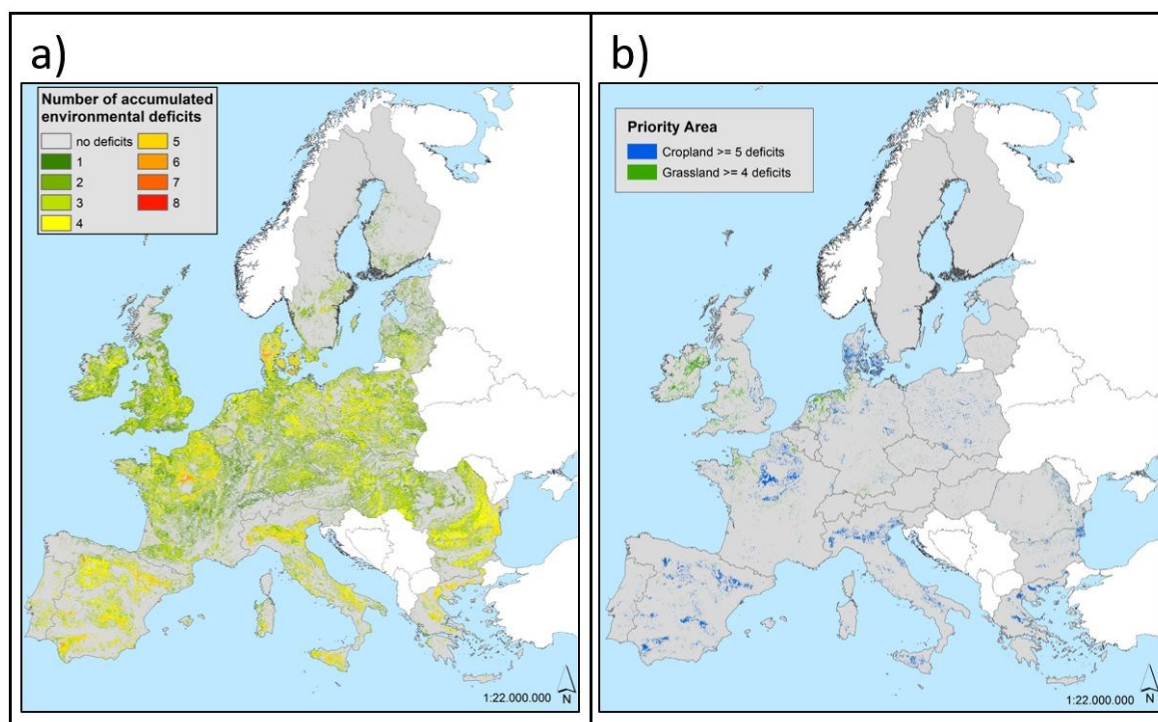 a)
Number of accumulated
environmental deficits
no deficits
1
2
3
4
5
6
7
8
1:22.000.000
N
b)
Priority Area
Cropland >= 5 deficits
Grassland >= 4 deficits
1:22.000.000
N